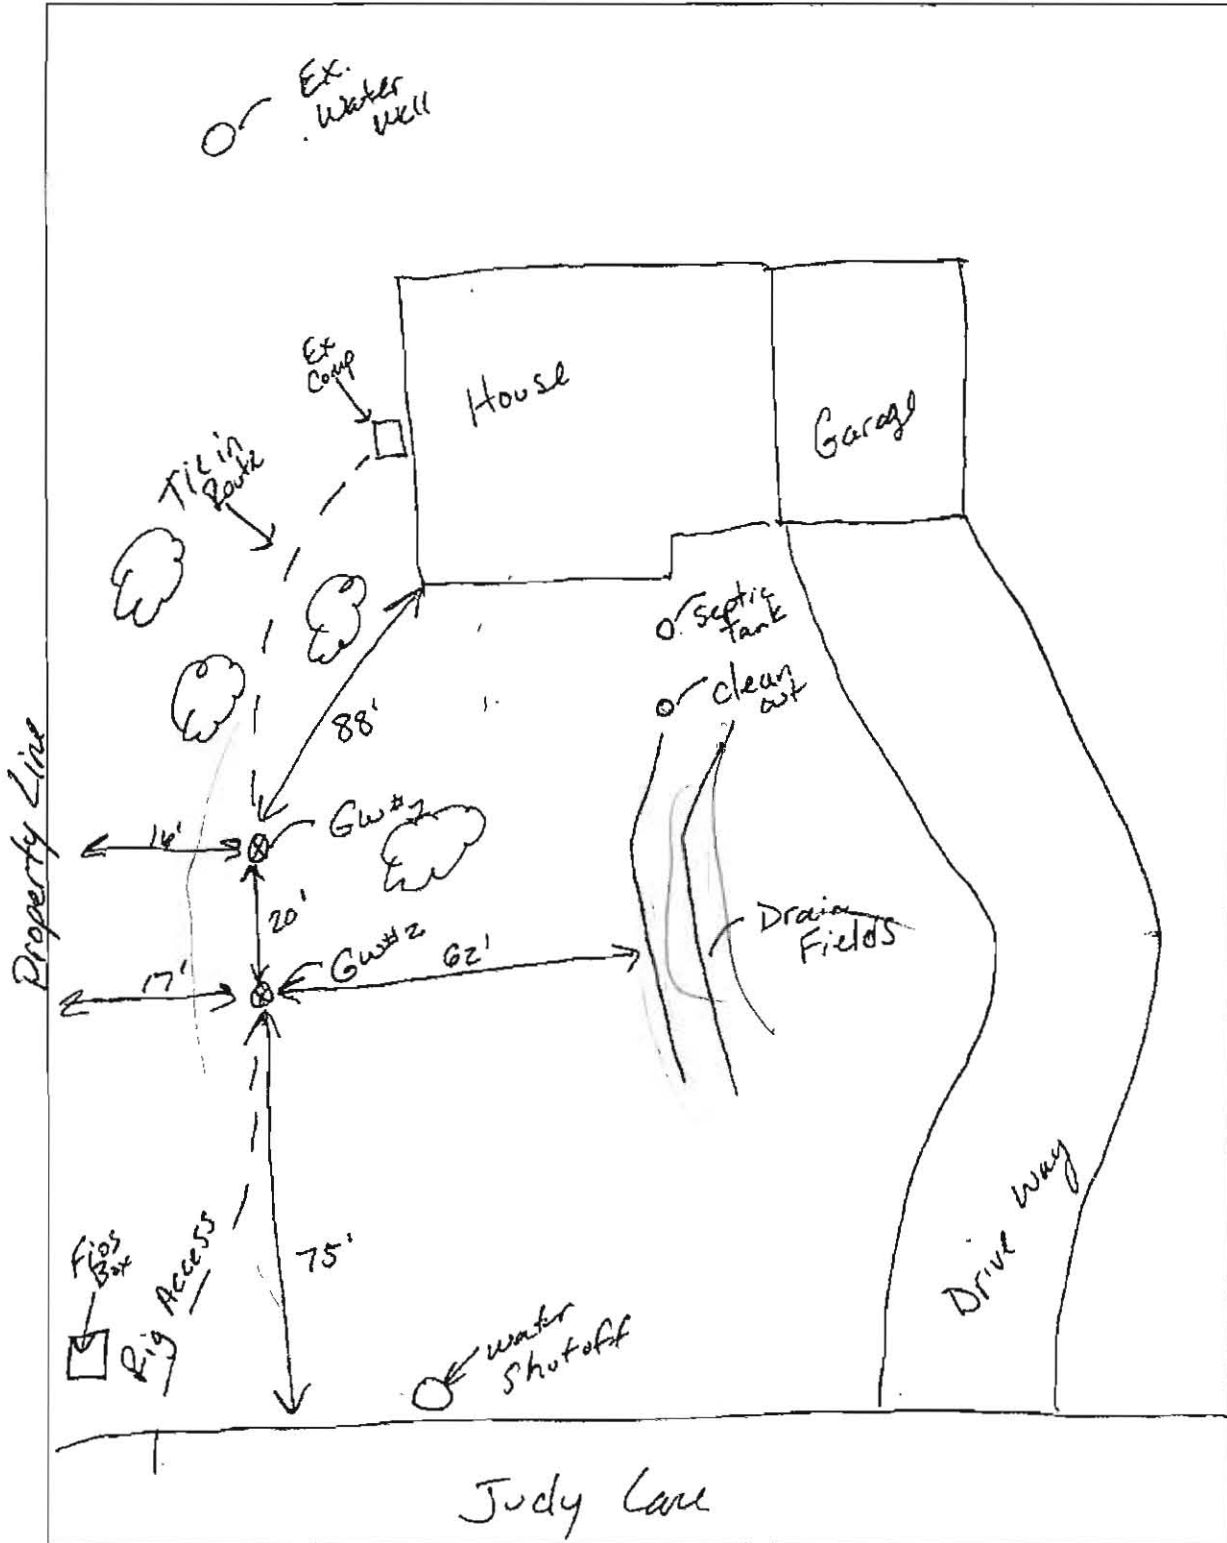 Ex.
Water
Well
Ex
Comp
House
Garage
Tie in
Route
Septic
tank
clean
out
88'
Property Line
16'
GW#1
20'
GW#2
62'
17'
Drain
Fields
75'
Fios
Box
Rig Access
Water
Shutoff
Drive Way
Judy Lane